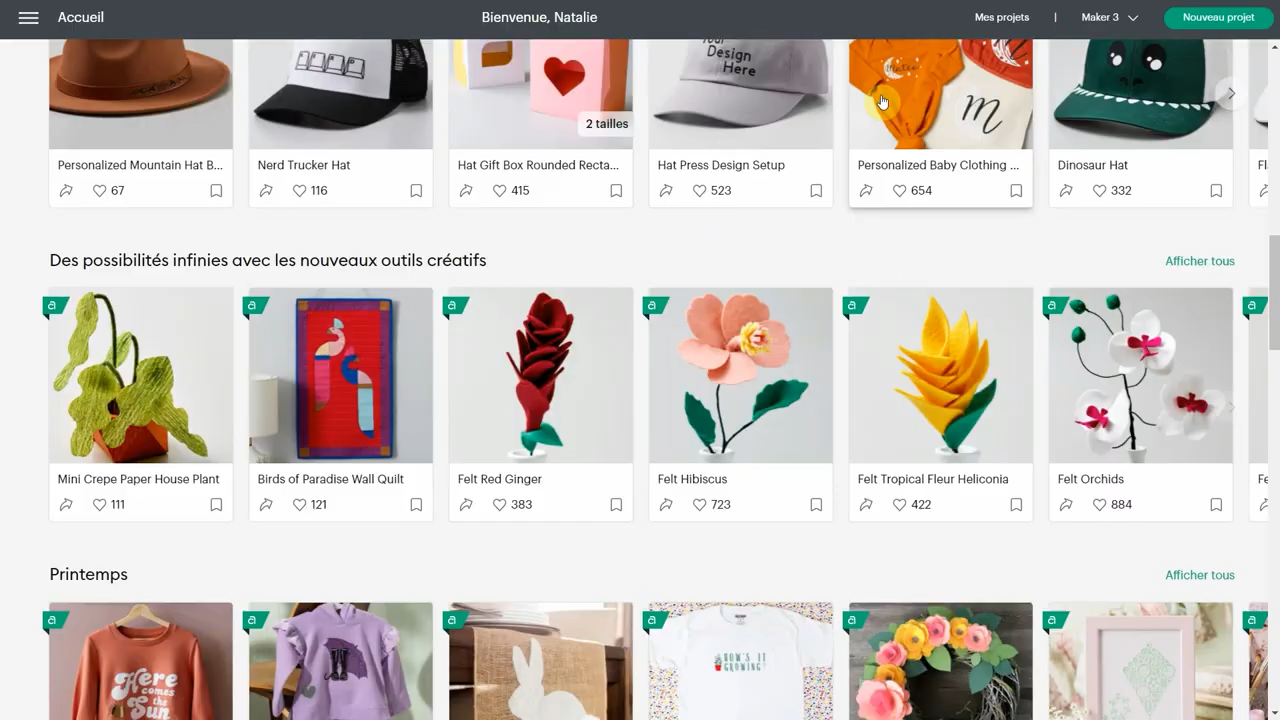 Accueil
Bienvenue, Natalie
Mes projets | Maker 3
Nouveau projet
Design
Here
m
2 tailles
Personalized Mountain Hat B...
Nerd Trucker Hat
Hat Gift Box Rounded Recta...
Hat Press Design Setup
Personalized Baby Clothing ...
Dinosaur Hat
67
116
415
523
654
332
Des possibilités infinies avec les nouveaux outils créatifs
Afficher tous
a a a a a a a
Mini Crepe Paper House Plant
Birds of Paradise Wall Quilt
Felt Red Ginger
Felt Hibiscus
Felt Tropical Fleur Heliconia
Felt Orchids
111
121
383
723
422
884
Printemps
Afficher tous
a a a a a a a
Here
comes
the
Sun
HOW'S IT
GROWING?